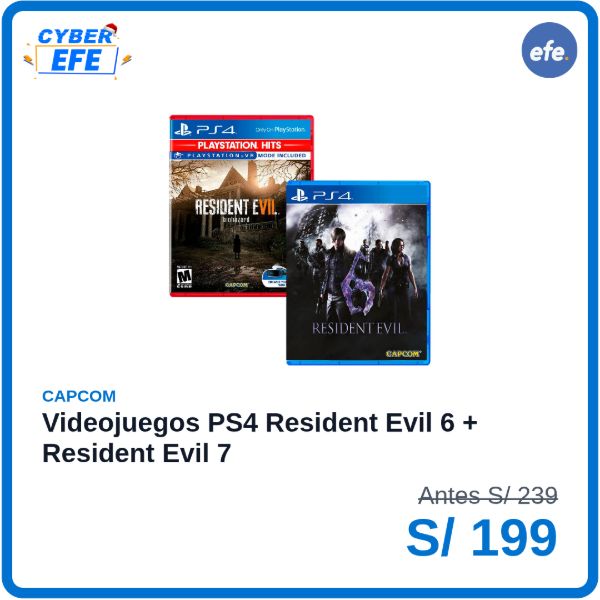 CYBER
EFE
efe.
PS4
Only On PlayStation
PLAYSTATION HITS
PLAYSTATION VR MODE INCLUDED
RESIDENT EVIL
biohazard
M
CAPCOM
PS4
6
RESIDENT EVIL
CAPCOM
CAPCOM
Videojuegos PS4 Resident Evil 6 +
Resident Evil 7
Antes S/ 239
S/ 199